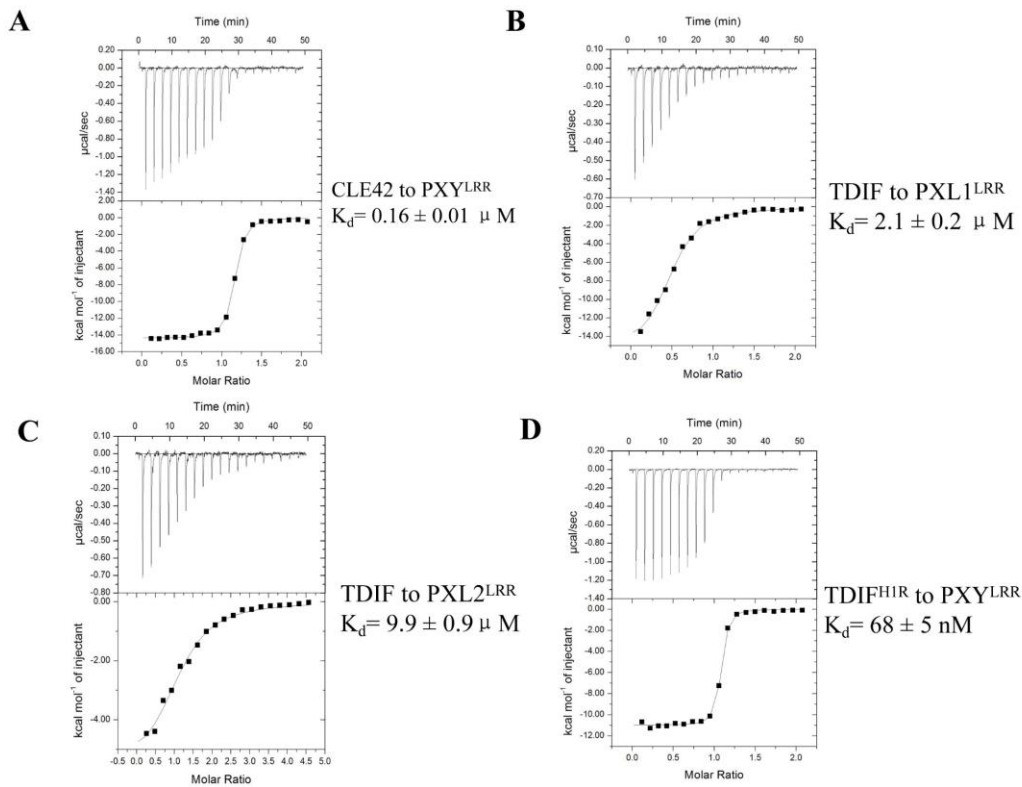 A
Time (min)
0 10 20 30 40 50
0.20
0.00
-0.20
-0.40
-0.60
-0.80
-1.00
-1.20
-1.40
µcal/sec
2.00
0.00
-2.00
-4.00
-6.00
-8.00
-10.00
-12.00
-14.00
-16.00
kcal mol⁻¹ of injectant
0.0 0.5 1.0 1.5 2.0
Molar Ratio
CLE42 to PXY^LRR
K_d= 0.16 ± 0.01 µ M
B
Time (min)
0 10 20 30 40 50
0.10
0.00
-0.10
-0.20
-0.30
-0.40
-0.50
-0.60
-0.70
µcal/sec
0.00
-2.00
-4.00
-6.00
-8.00
-10.00
-12.00
-14.00
kcal mol⁻¹ of injectant
0.0 0.5 1.0 1.5 2.0
Molar Ratio
TDIF to PXL1^LRR
K_d= 2.1 ± 0.2 µ M
C
Time (min)
0 10 20 30 40 50
0.10
0.00
-0.10
-0.20
-0.30
-0.40
-0.50
-0.60
-0.70
-0.80
µcal/sec
0.00
-2.00
-4.00
kcal mol⁻¹ of injectant
-0.5 0.0 0.5 1.0 1.5 2.0 2.5 3.0 3.5 4.0 4.5 5.0
Molar Ratio
TDIF to PXL2^LRR
K_d= 9.9 ± 0.9 µ M
D
Time (min)
0 10 20 30 40 50
0.20
0.00
-0.20
-0.40
-0.60
-0.80
-1.00
-1.20
-1.40
µcal/sec
0.00
-2.00
-4.00
-6.00
-8.00
-10.00
-12.00
kcal mol⁻¹ of injectant
0.0 0.5 1.0 1.5 2.0
Molar Ratio
TDIF^H1R to PXY^LRR
K_d= 68 ± 5 nM